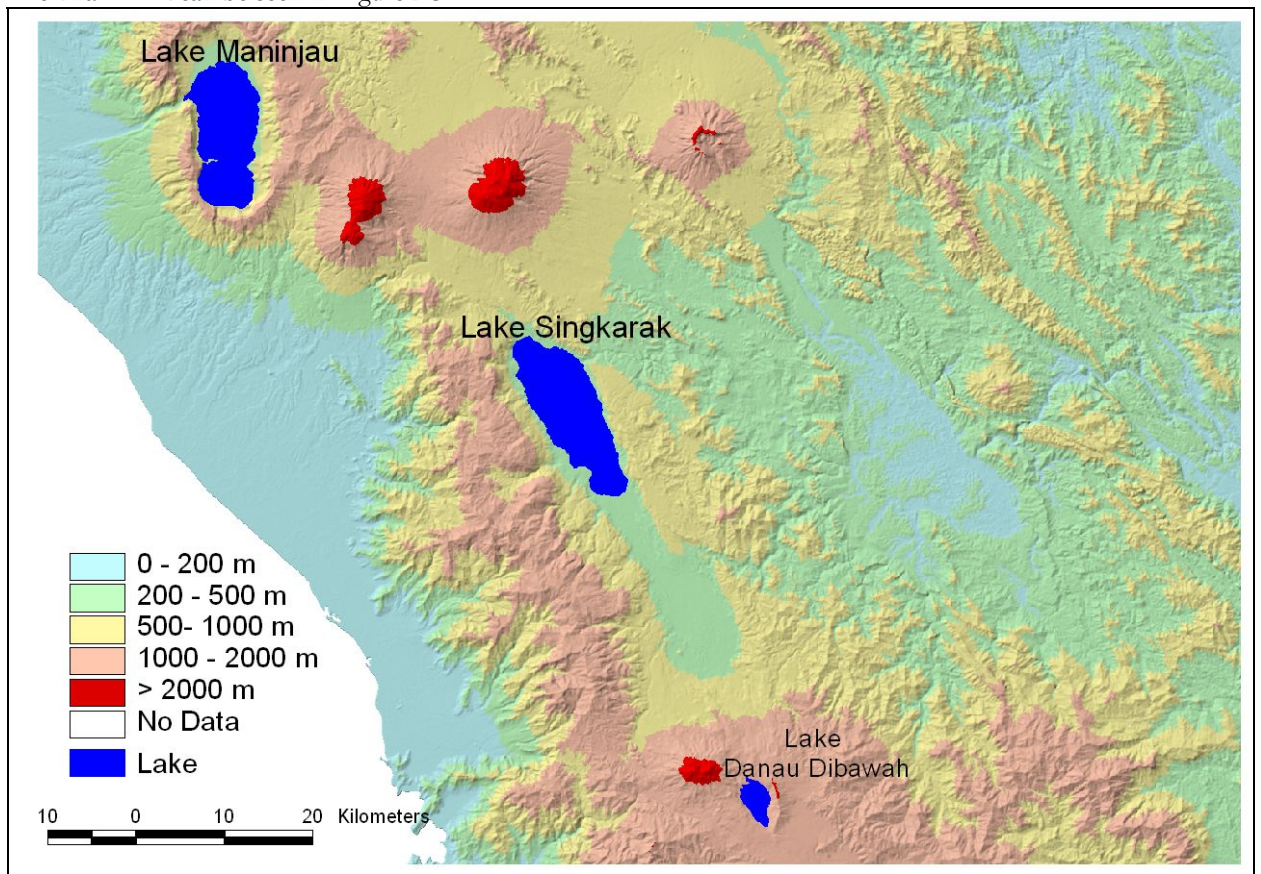 Lake Maninjau
Lake Singkarak
0 - 200 m
200 - 500 m
500- 1000 m
1000 - 2000 m
> 2000 m
No Data
Lake
Lake
Danau Dibawah
10 0 10 20 Kilometers